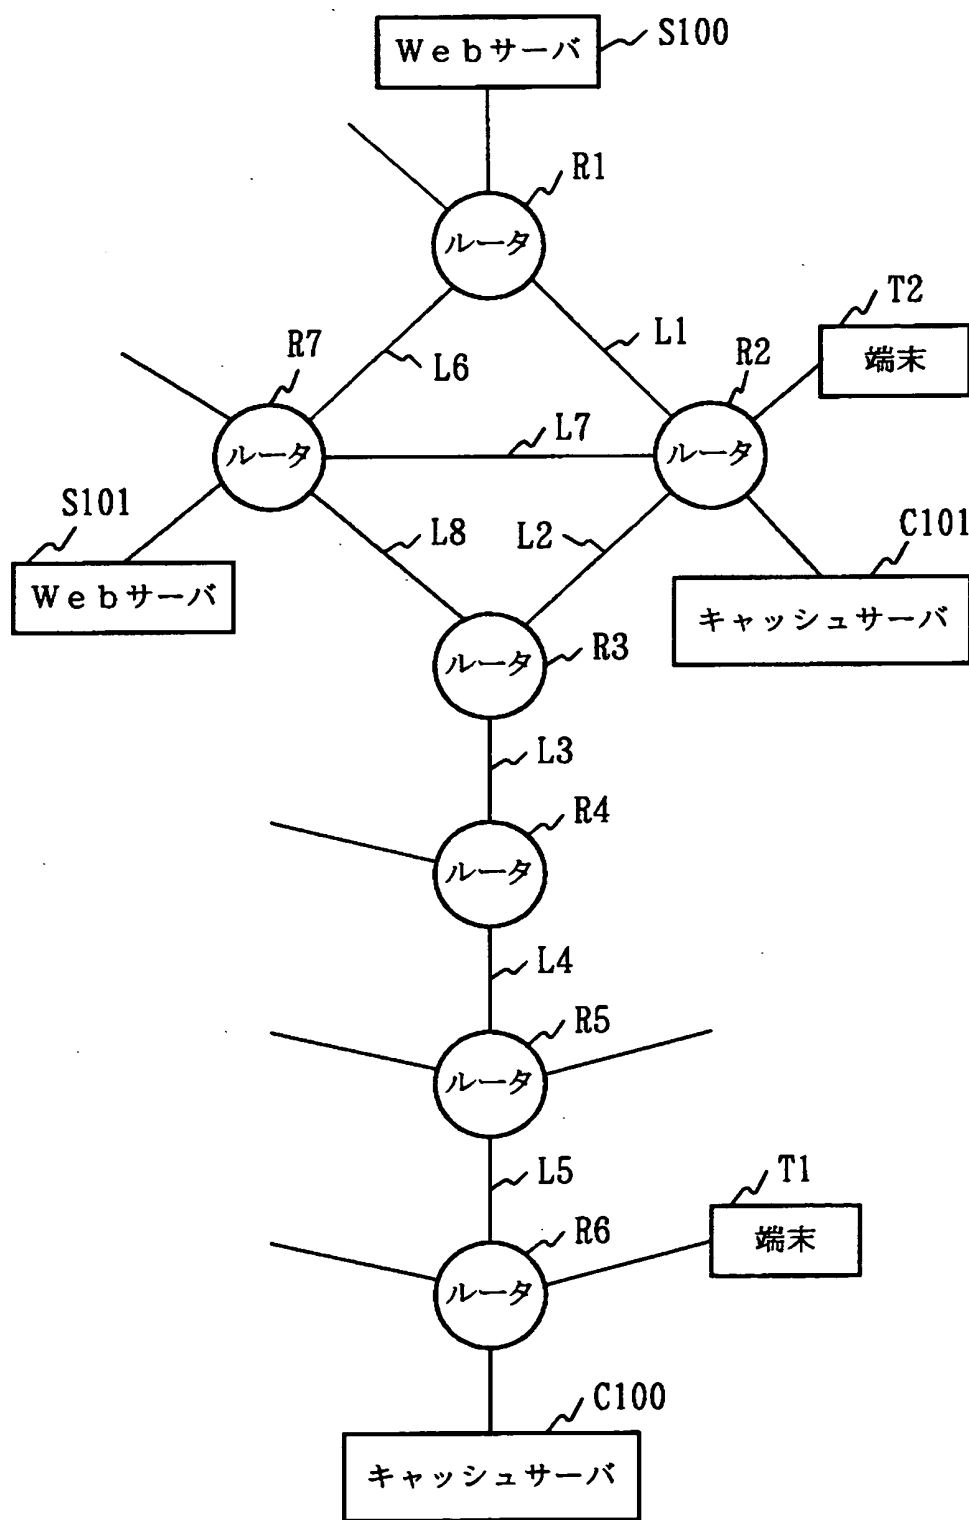 Ｗｅｂサーバ
S100
R1
ルータ
T2
端末
L1
R7
L6
R2
ルータ
L7
ルータ
S101
L8
L2
C101
Ｗｅｂサーバ
キャッシュサーバ
ルータ
R3
L3
R4
ルータ
L4
R5
ルータ
L5
T1
R6
端末
ルータ
C100
キャッシュサーバ